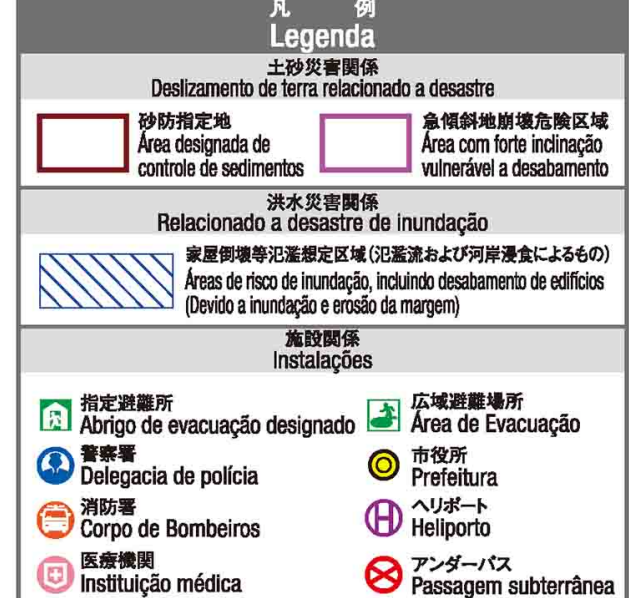 凡例
Legenda
土砂災害関係
Deslizamento de terra relacionado a desastre
砂防指定地
Área designada de
controle de sedimentos
急傾斜地崩壊危険区域
Área com forte inclinação
vulnerável a desabamento
洪水災害関係
Relacionado a desastre de inundação
家屋倒壊等氾濫想定区域(氾濫流および河岸浸食によるもの)
Áreas de risco de inundação, incluindo desabamento de edifícios
(Devido a inundação e erosão da margem)
施設関係
Instalações
指定避難所
Abrigo de evacuação designado
広域避難場所
Área de Evacuação
警察署
Delegacia de polícia
市役所
Prefeitura
消防署
Corpo de Bombeiros
ヘリポート
Heliporto
医療機関
Instituição médica
アンダーパス
Passagem subterrânea